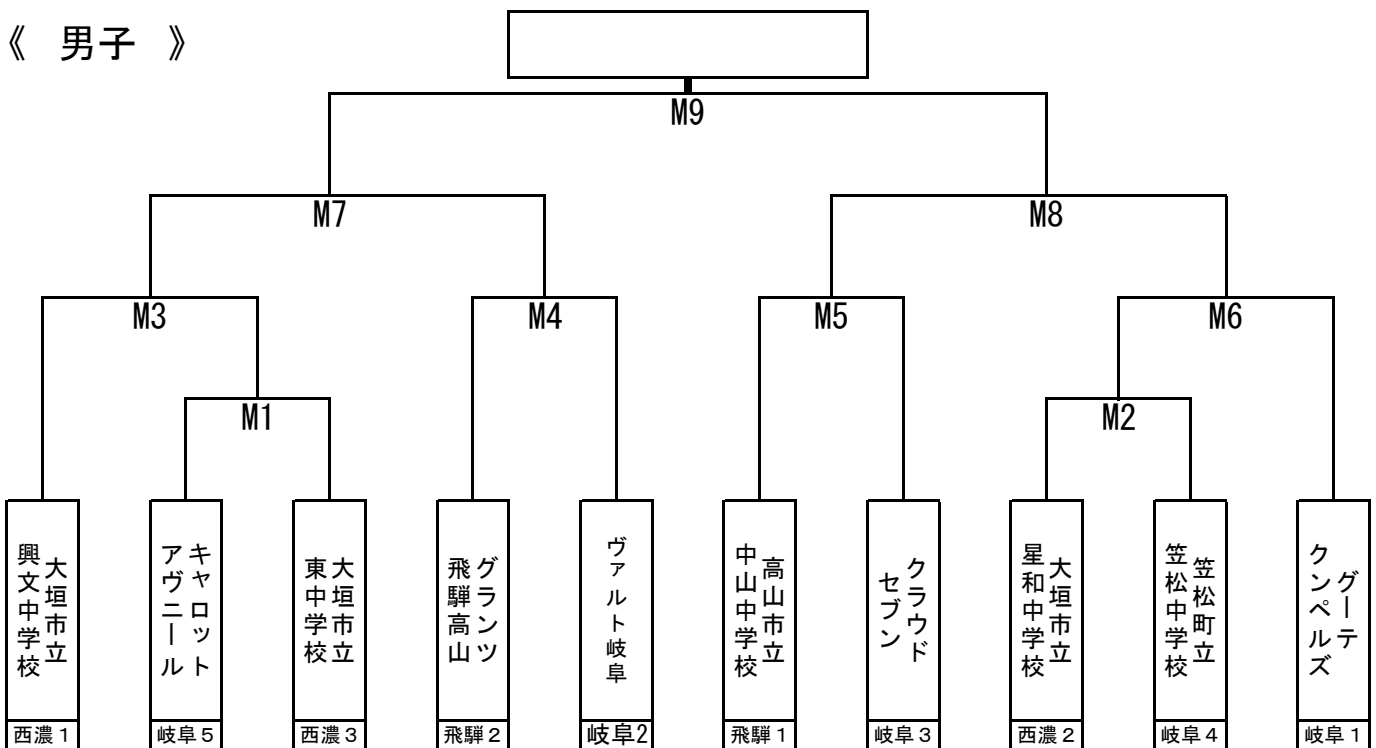 《 男子 》
M9
M7
M8
M3
M4
M5
M6
M1
M2
大垣市立
興文中学校
キャロット
アヴニール
大垣市立
東中学校
グランツ
飛騨高山
ヴァルト岐阜
高山市立
中山中学校
クラウド
セブン
大垣市立
星和中学校
笠松町立
笠松中学校
グーテ
クンペルズ
西濃1
岐阜5
西濃3
飛騨2
岐阜2
飛騨1
岐阜3
西濃2
岐阜4
岐阜1